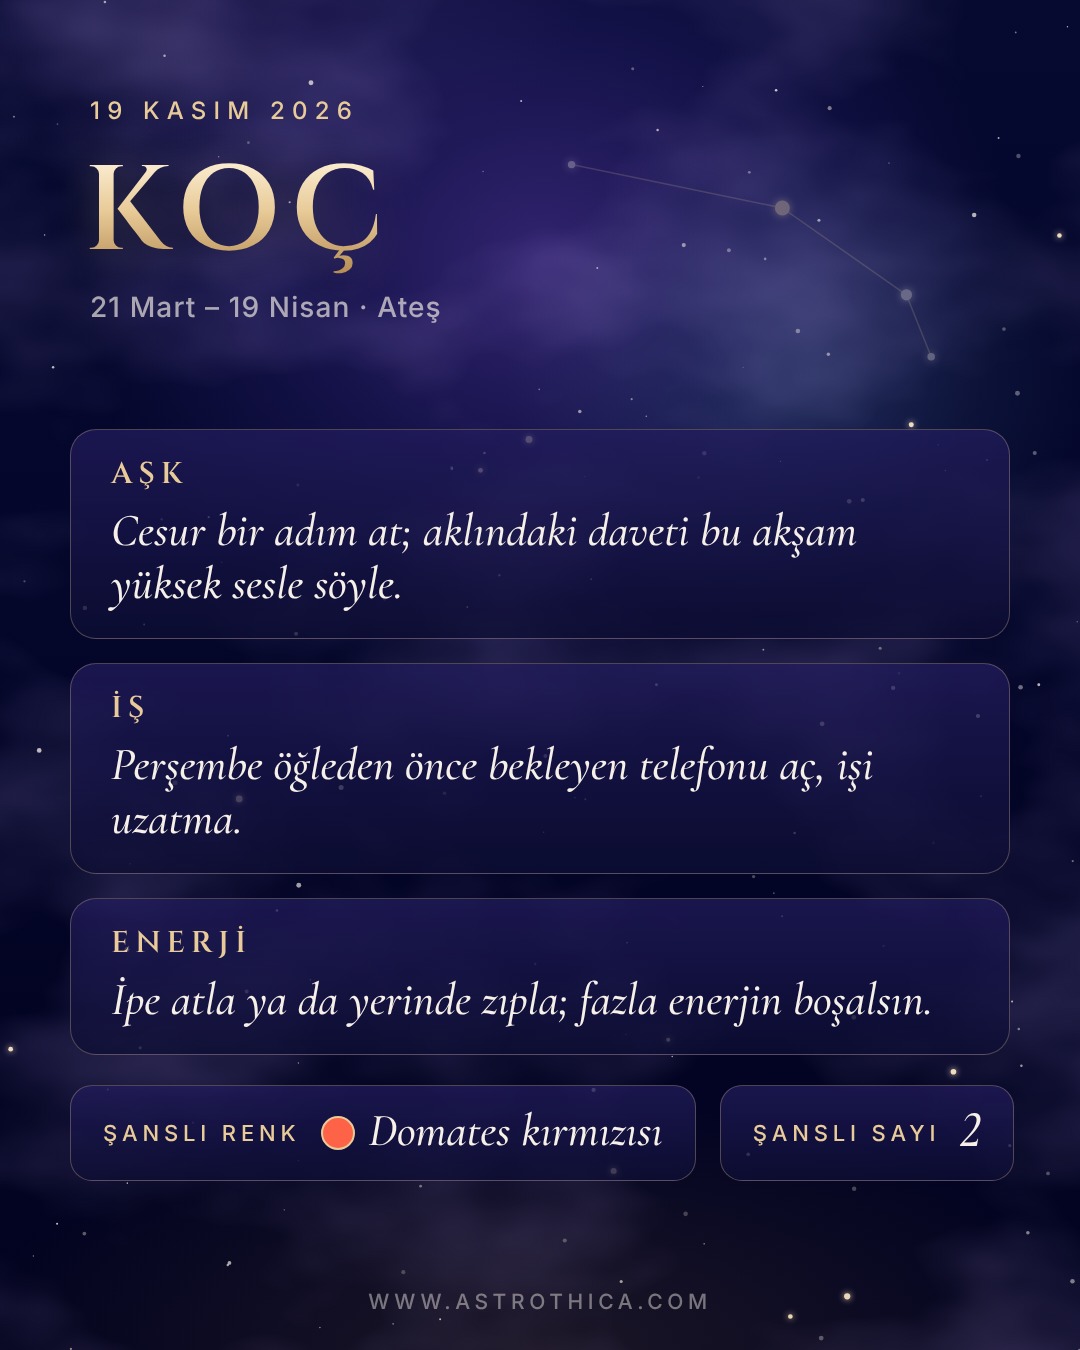 19 KASIM 2026
KOÇ
21 Mart – 19 Nisan · Ateş
AŞK
Cesur bir adım at; aklındaki daveti bu akşam
yüksek sesle söyle.
İŞ
Perşembe öğleden önce bekleyen telefonu aç, işi
uzatma.
ENERJİ
İpe atla ya da yerinde zıpla; fazla enerjin boşalsın.
ŞANSLI RENK Domates kırmızısı
ŞANSLI SAYI 2
WWW.ASTROTHICA.COM